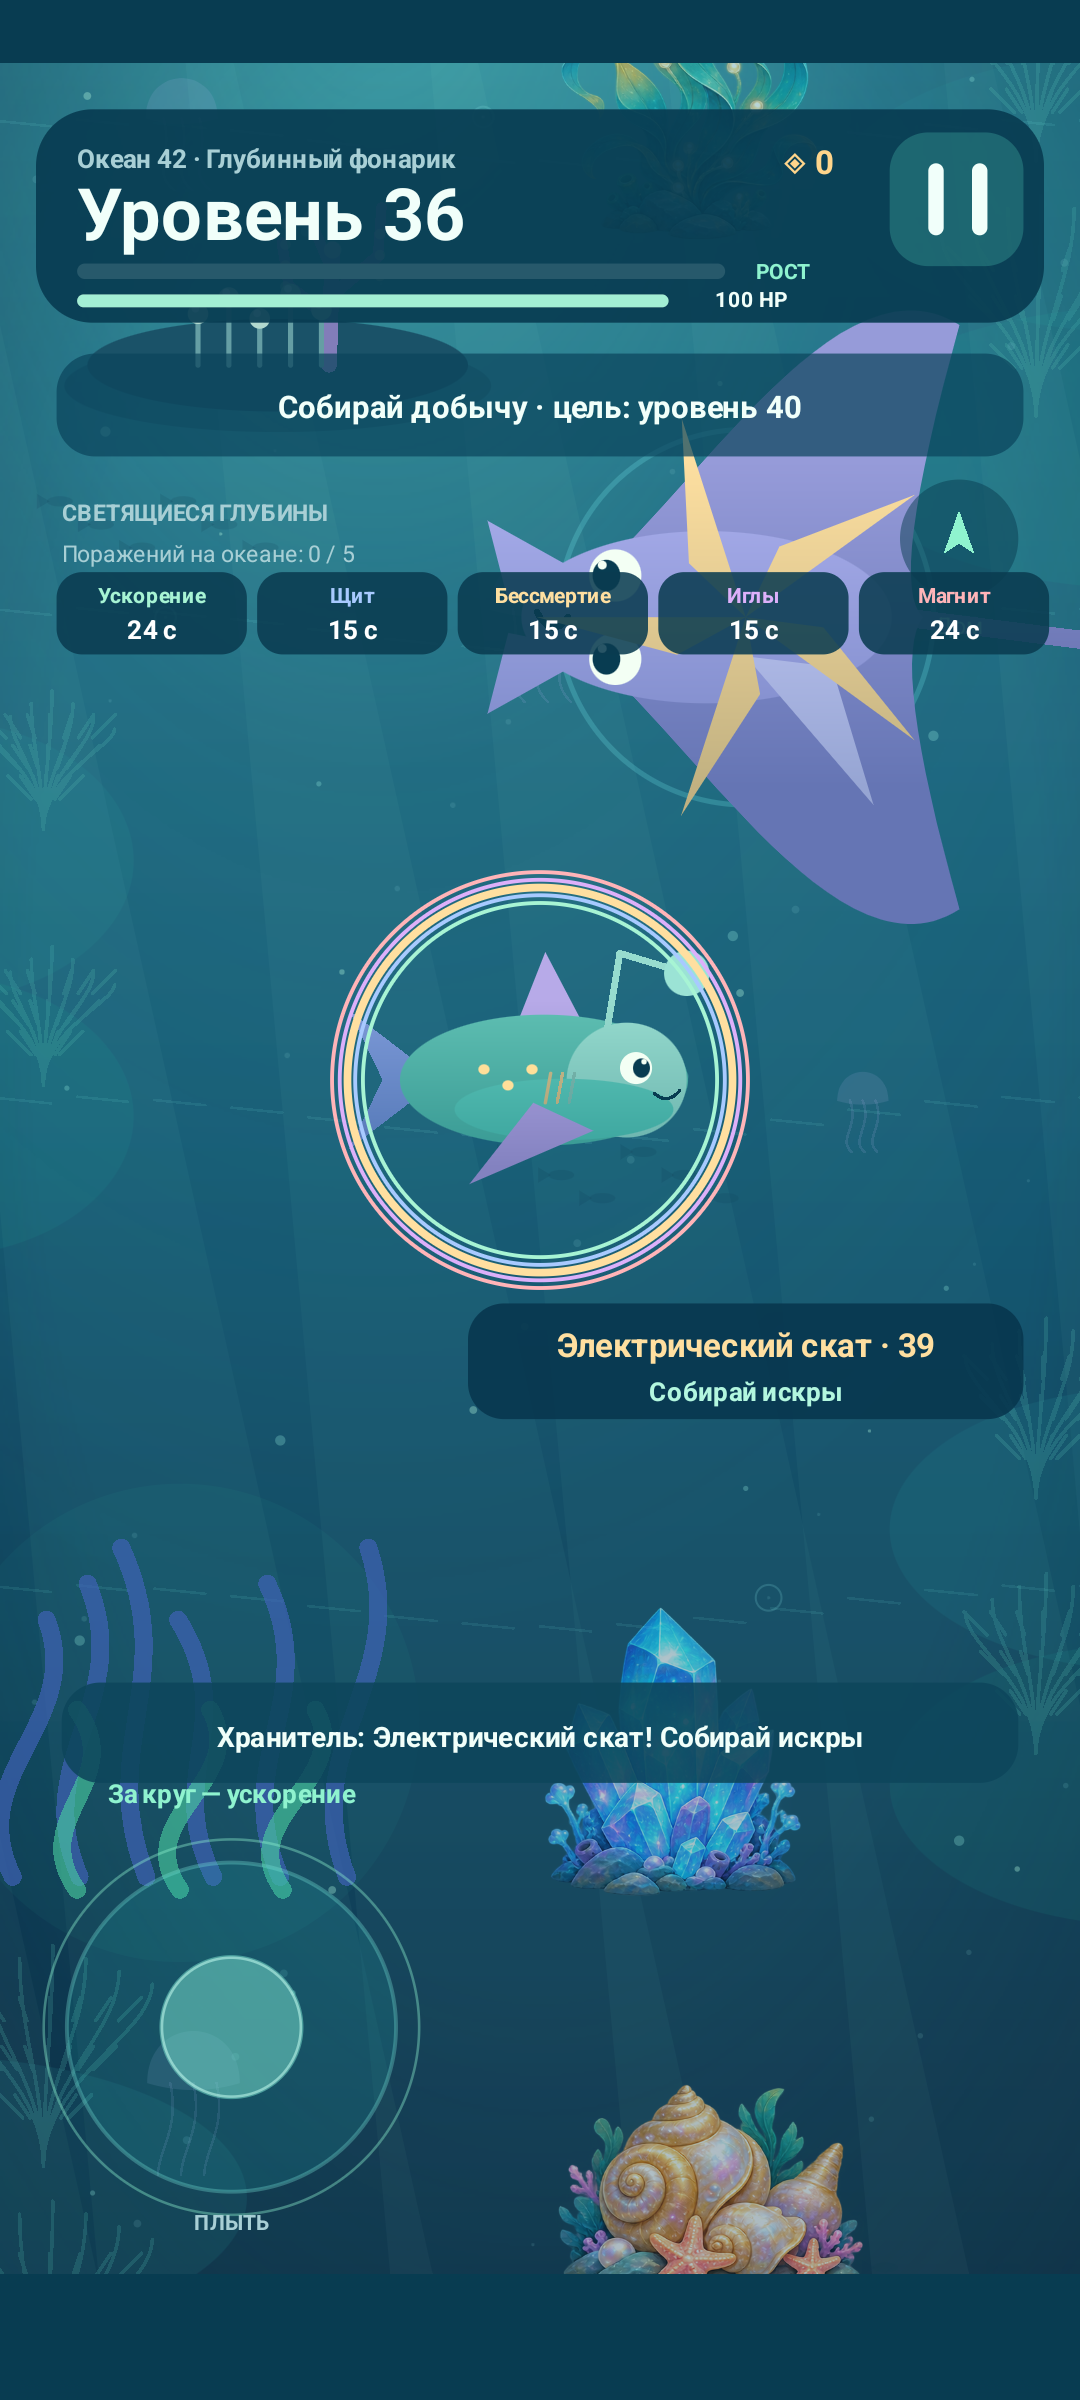 Океан 42 · Глубинный фонарик
0
Уровень 36
РОСТ
100 HP
Собирай добычу · цель: уровень 40
СВЕТЯЩИЕСЯ ГЛУБИНЫ
Поражений на океане: 0 / 5
Ускорение
24 с
Щит
15 с
Бессмертие
15 с
Иглы
15 с
Магнит
24 с
Электрический скат · 39
Собирай искры
Хранитель: Электрический скат! Собирай искры
За круг — ускорение
ПЛЫТЬ